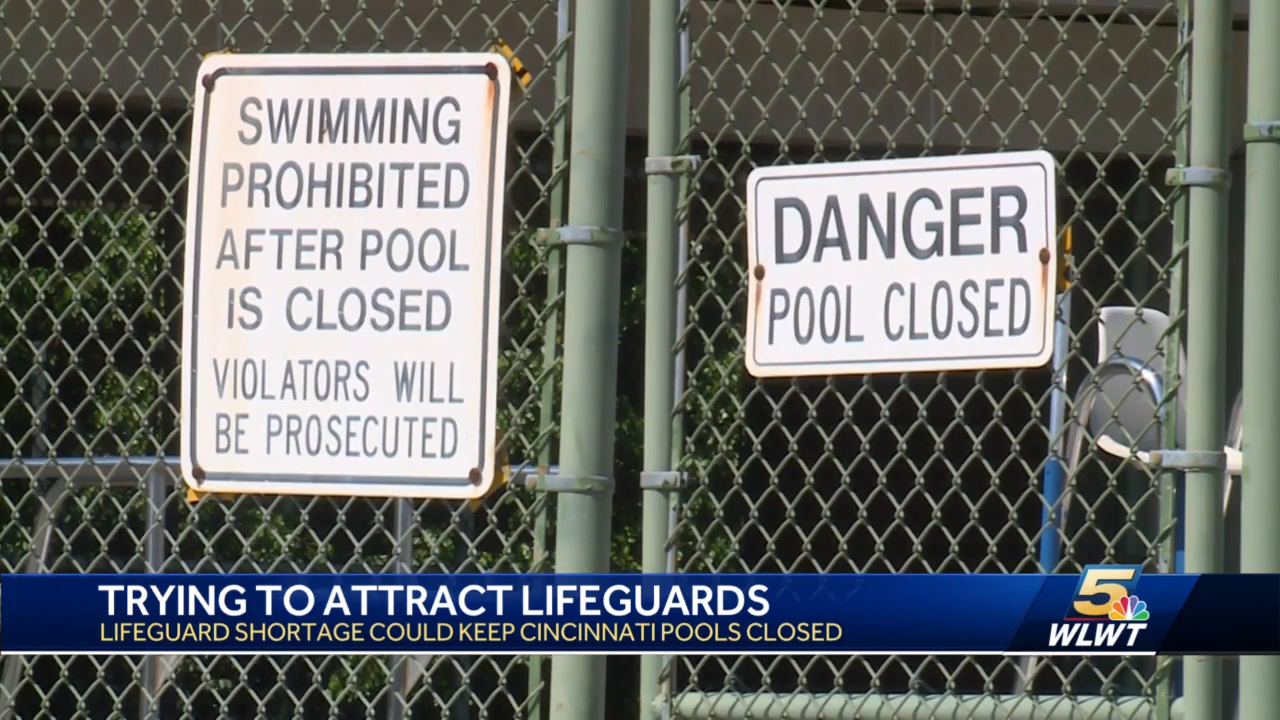 SWIMMING
PROHIBITED
AFTER POOL
IS CLOSED
VIOLATORS WILL
BE PROSECUTED
DANGER
POOL CLOSED
TRYING TO ATTRACT LIFEGUARDS
LIFEGUARD SHORTAGE COULD KEEP CINCINNATI POOLS CLOSED
5
WLWT